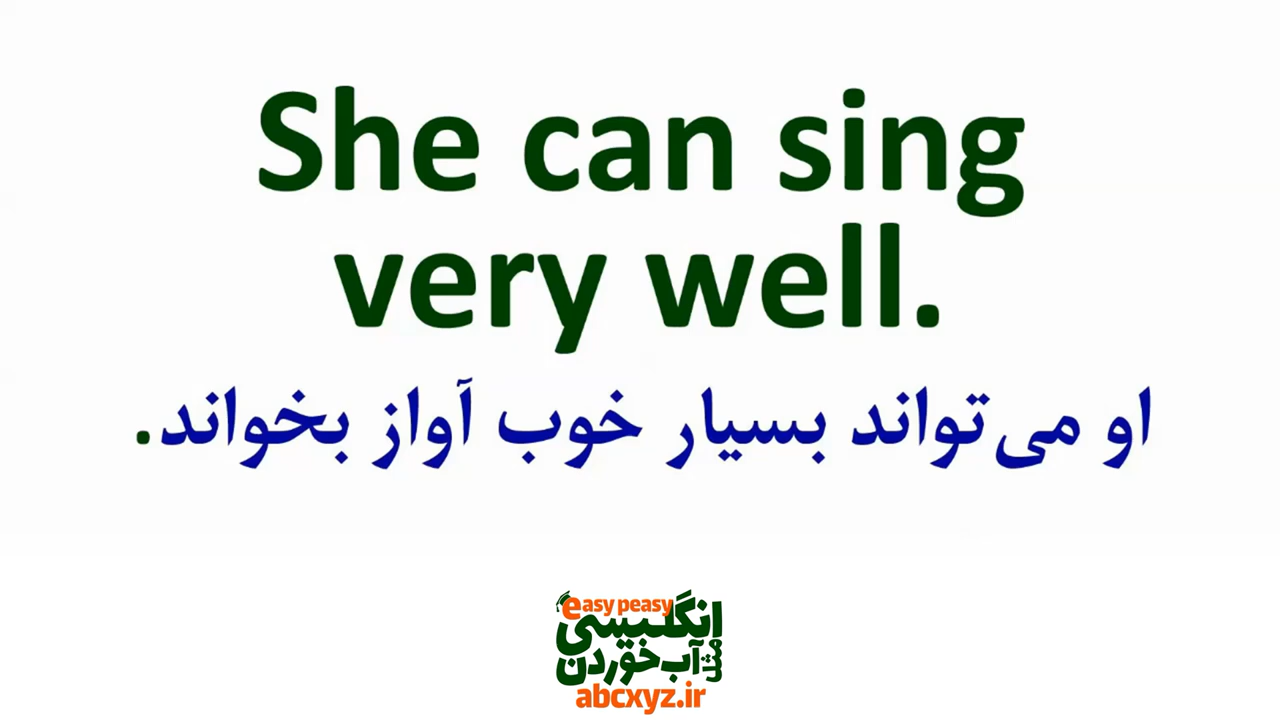 She can sing
very well.
او می‌تواند بسیار خوب آواز بخواند.
easy peasy
انگلیسی
مثل آب خوردن
abcxyz.ir